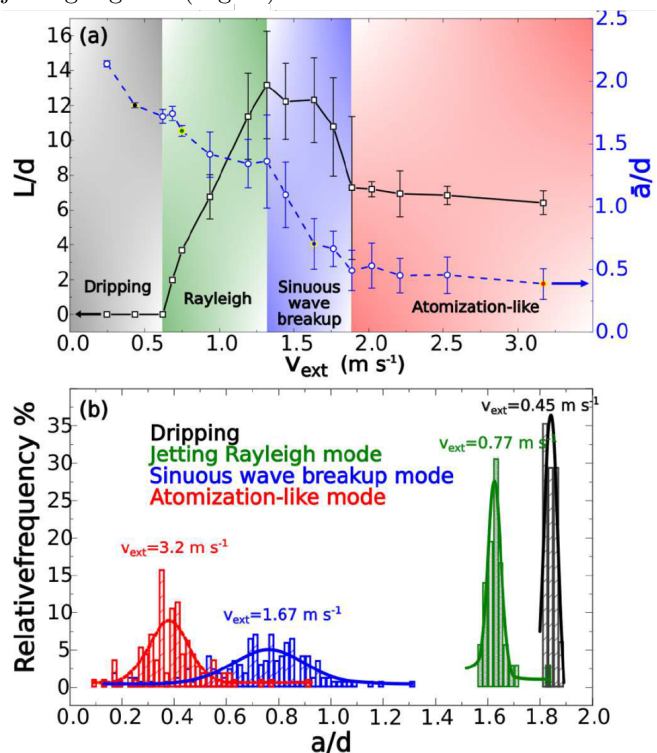 (a)
16
14
12
10
8
6
4
2
0
L/d
2.5
2.0
1.5
1.0
0.5
0.0
ā/d
Dripping
Rayleigh
Sinuous
wave
breakup
Atomization-like
0.0 0.5 1.0 1.5 2.0 2.5 3.0
Vext (m s-1)
(b)
Relativefrequency %
35
30
25
20
15
10
5
0
vext=0.45 m s-1
Dripping
Jetting Rayleigh mode
vext=0.77 m s-1
Sinuous wave breakup mode
Atomization-like mode
vext=3.2 m s-1
vext=1.67 m s-1
0.0 0.2 0.4 0.6 0.8 1.0 1.2 1.4 1.6 1.8 2.0
a/d